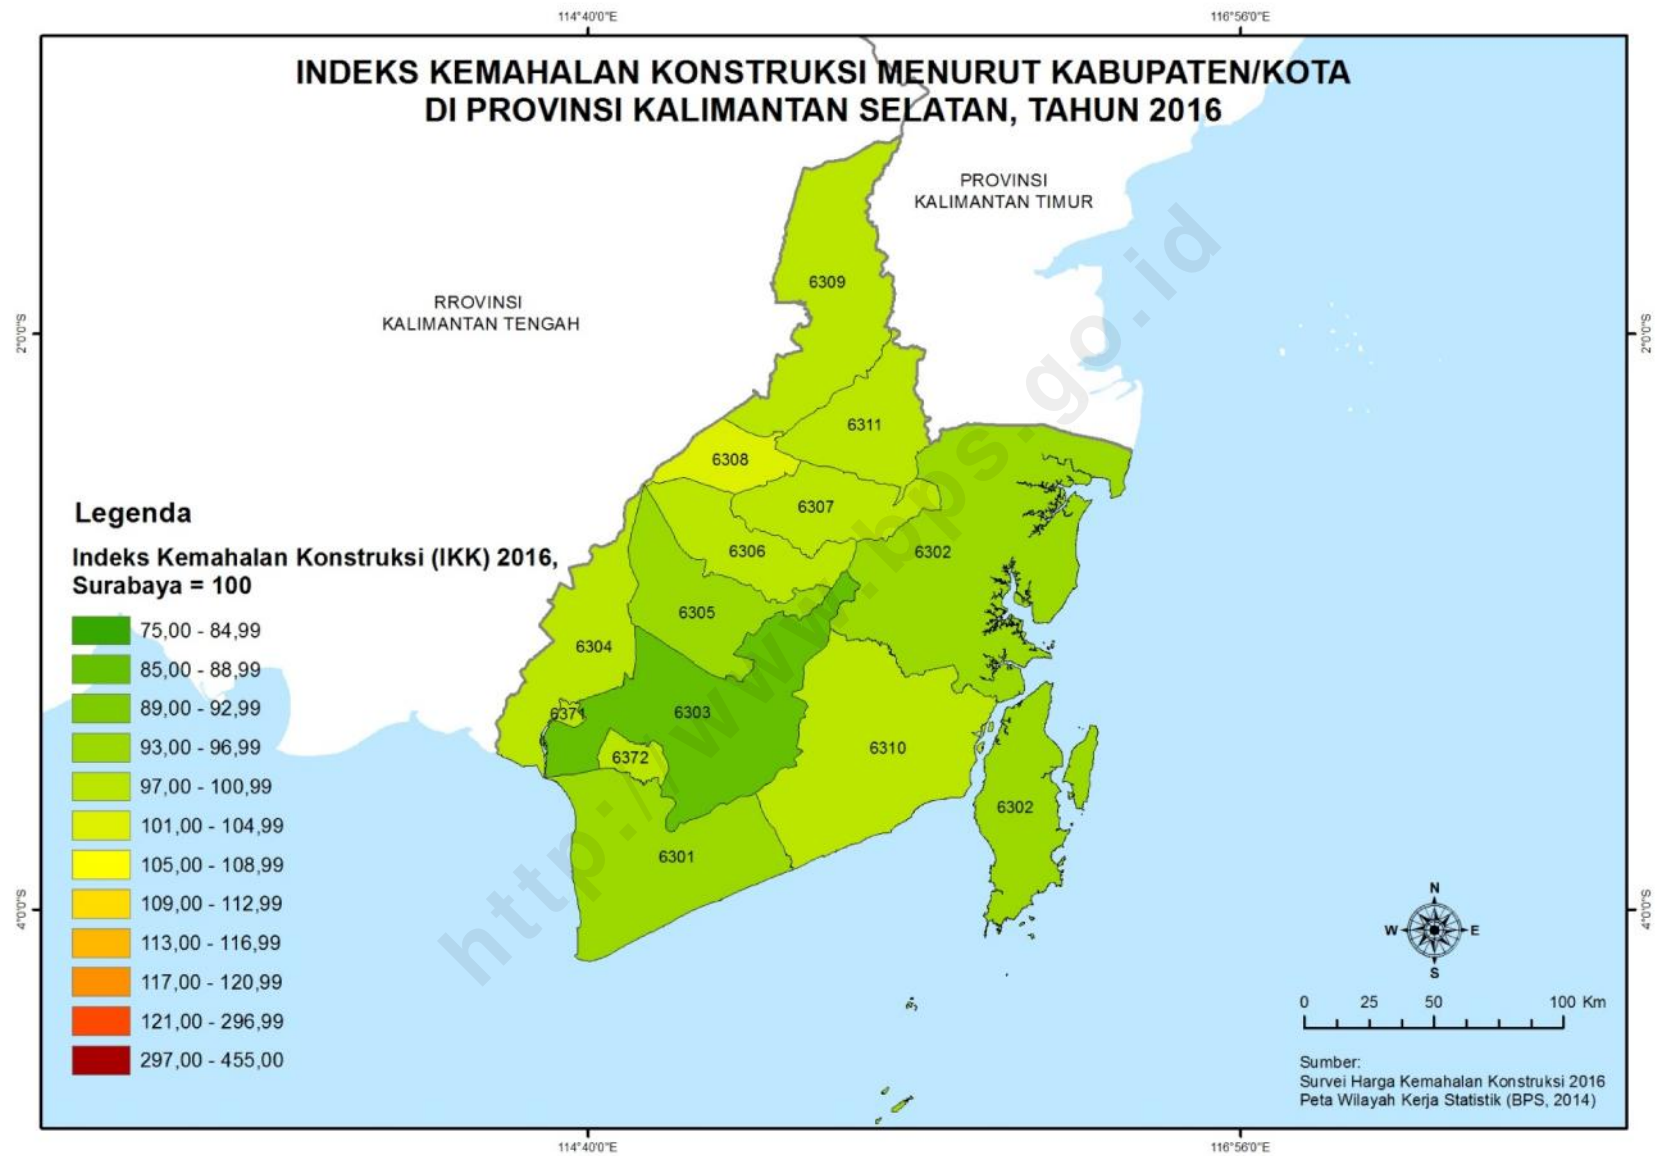 114°40'0"E
116°56'0"E
INDEKS KEMAHALAN KONSTRUKSI MENURUT KABUPATEN/KOTA
DI PROVINSI KALIMANTAN SELATAN, TAHUN 2016
PROVINSI
KALIMANTAN TIMUR
RROVINSI
KALIMANTAN TENGAH
2°0'0"S
2°0'0"S
6309
6311
6308
6307
6306
6302
6305
6304
6371
6303
6372
6310
6302
6301
http://www.bps.go.id
Legenda
Indeks Kemahalan Konstruksi (IKK) 2016,
Surabaya = 100
75,00 - 84,99
85,00 - 88,99
89,00 - 92,99
93,00 - 96,99
97,00 - 100,99
101,00 - 104,99
105,00 - 108,99
109,00 - 112,99
113,00 - 116,99
117,00 - 120,99
121,00 - 296,99
297,00 - 455,00
4°0'0"S
4°0'0"S
N
W E
S
0 25 50 100 Km
Sumber:
Survei Harga Kemahalan Konstruksi 2016
Peta Wilayah Kerja Statistik (BPS, 2014)
114°40'0"E
116°56'0"E